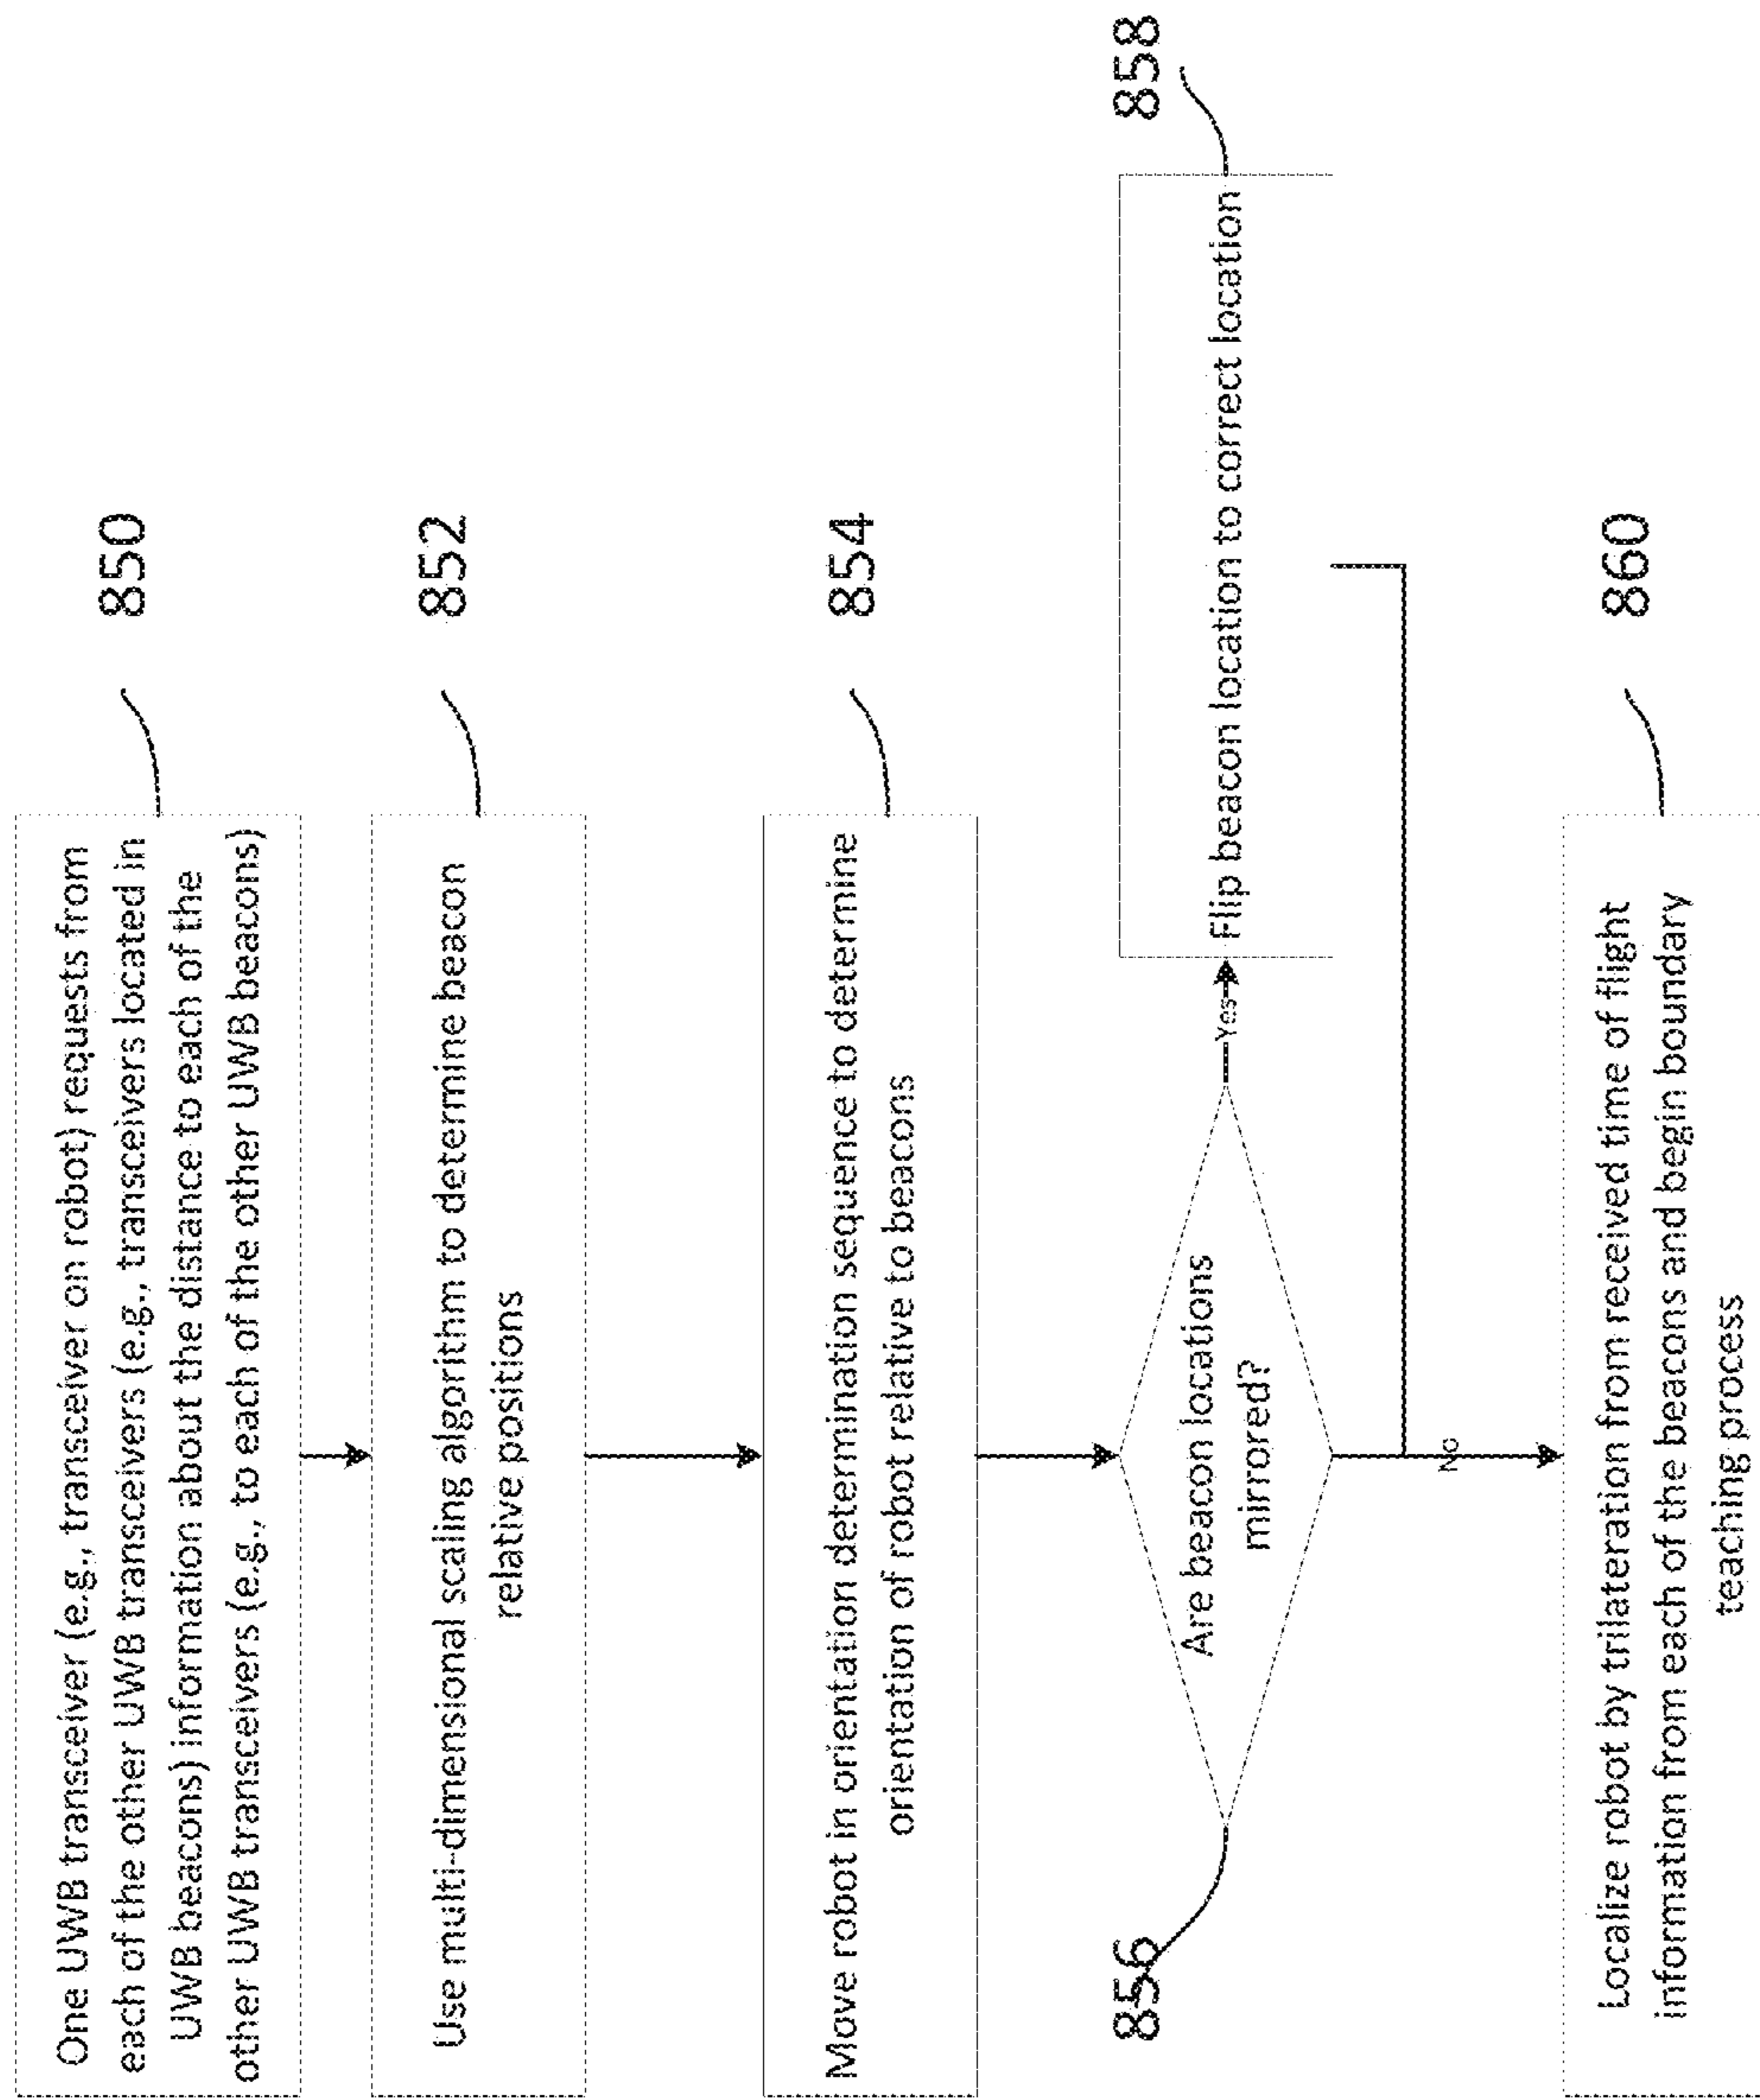 One UWB transceiver (e.g., transceiver on robot) requests from
each of the other UWB transceivers (e.g., transceivers located in
UWB beacons) information about the distance to each of the
other UWB transceivers (e.g., to each of the other UWB beacons)
850
Use multi-dimensional scaling algorithm to determine beacon
relative positions
852
Move robot in orientation determination sequence to determine
orientation of robot relative to beacons
854
856
Are beacon locations
mirrored?
Yes
Flip beacon location to correct location
858
No
Localize robot by trilateration from received time of flight
information from each of the beacons and begin boundary
teaching process
860